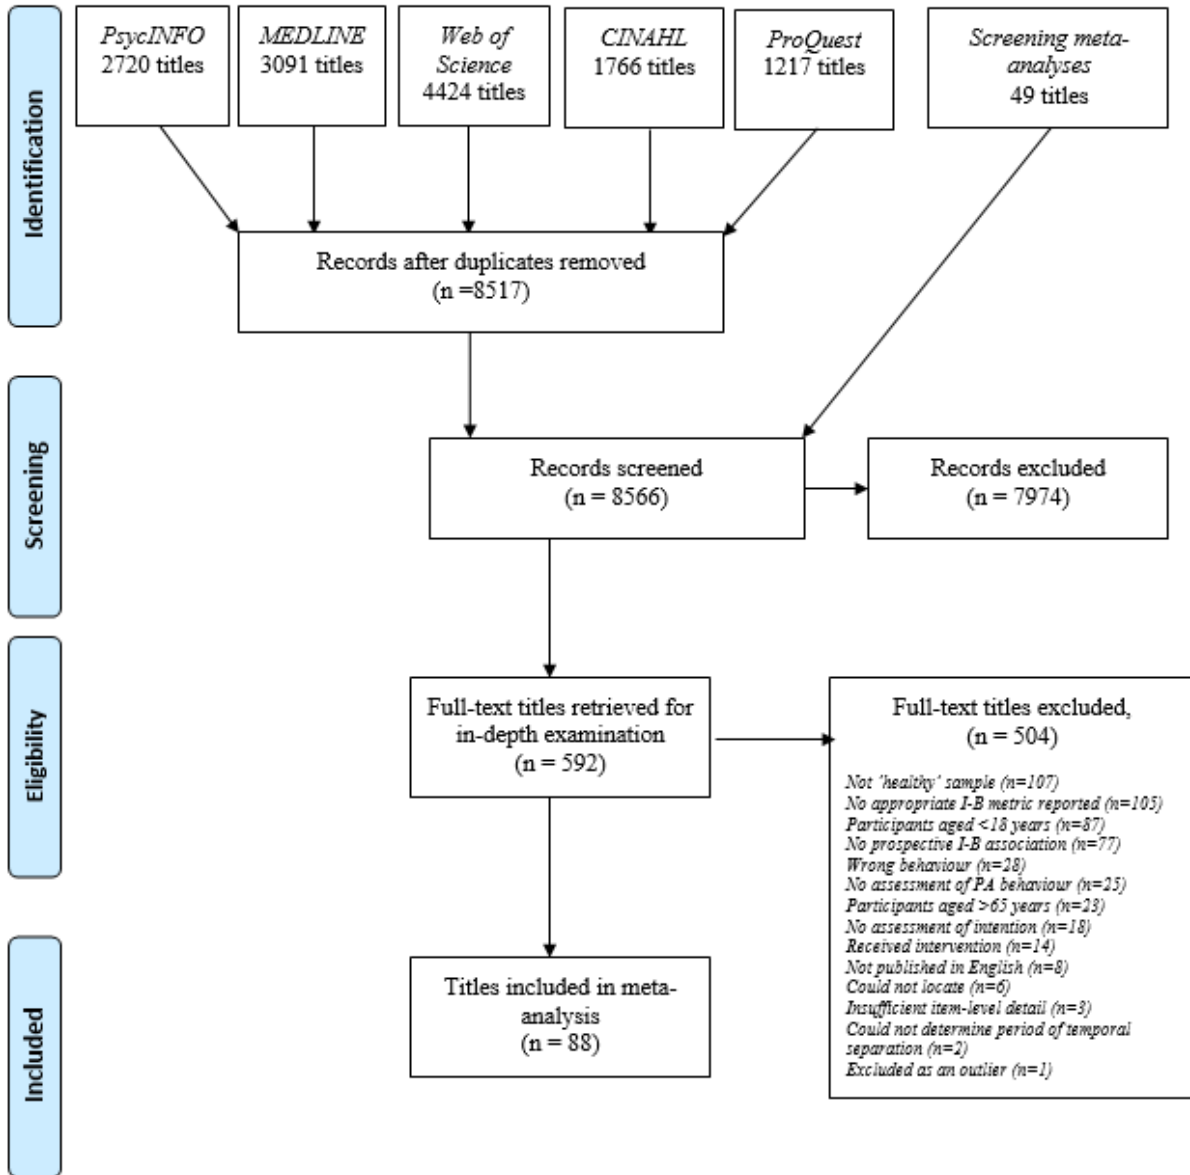 Identification
PsycINFO
2720 titles
MEDLINE
3091 titles
Web of
Science
4424 titles
CINAHL
1766 titles
ProQuest
1217 titles
Screening meta-
analyses
49 titles
Records after duplicates removed
(n =8517)
Screening
Records screened
(n = 8566)
Records excluded
(n = 7974)
Eligibility
Full-text titles retrieved for
in-depth examination
(n = 592)
Full-text titles excluded,
(n = 504)
Not 'healthy' sample (n=107)
No appropriate I-B metric reported (n=105)
Participants aged <18 years (n=87)
No prospective I-B association (n=77)
Wrong behaviour (n=28)
No assessment of PA behaviour (n=25)
Participants aged >65 years (n=23)
No assessment of intention (n=18)
Received intervention (n=14)
Not published in English (n=8)
Could not locate (n=6)
Insufficient item-level detail (n=3)
Could not determine period of temporal
separation (n=2)
Excluded as an outlier (n=1)
Included
Titles included in meta-
analysis
(n = 88)